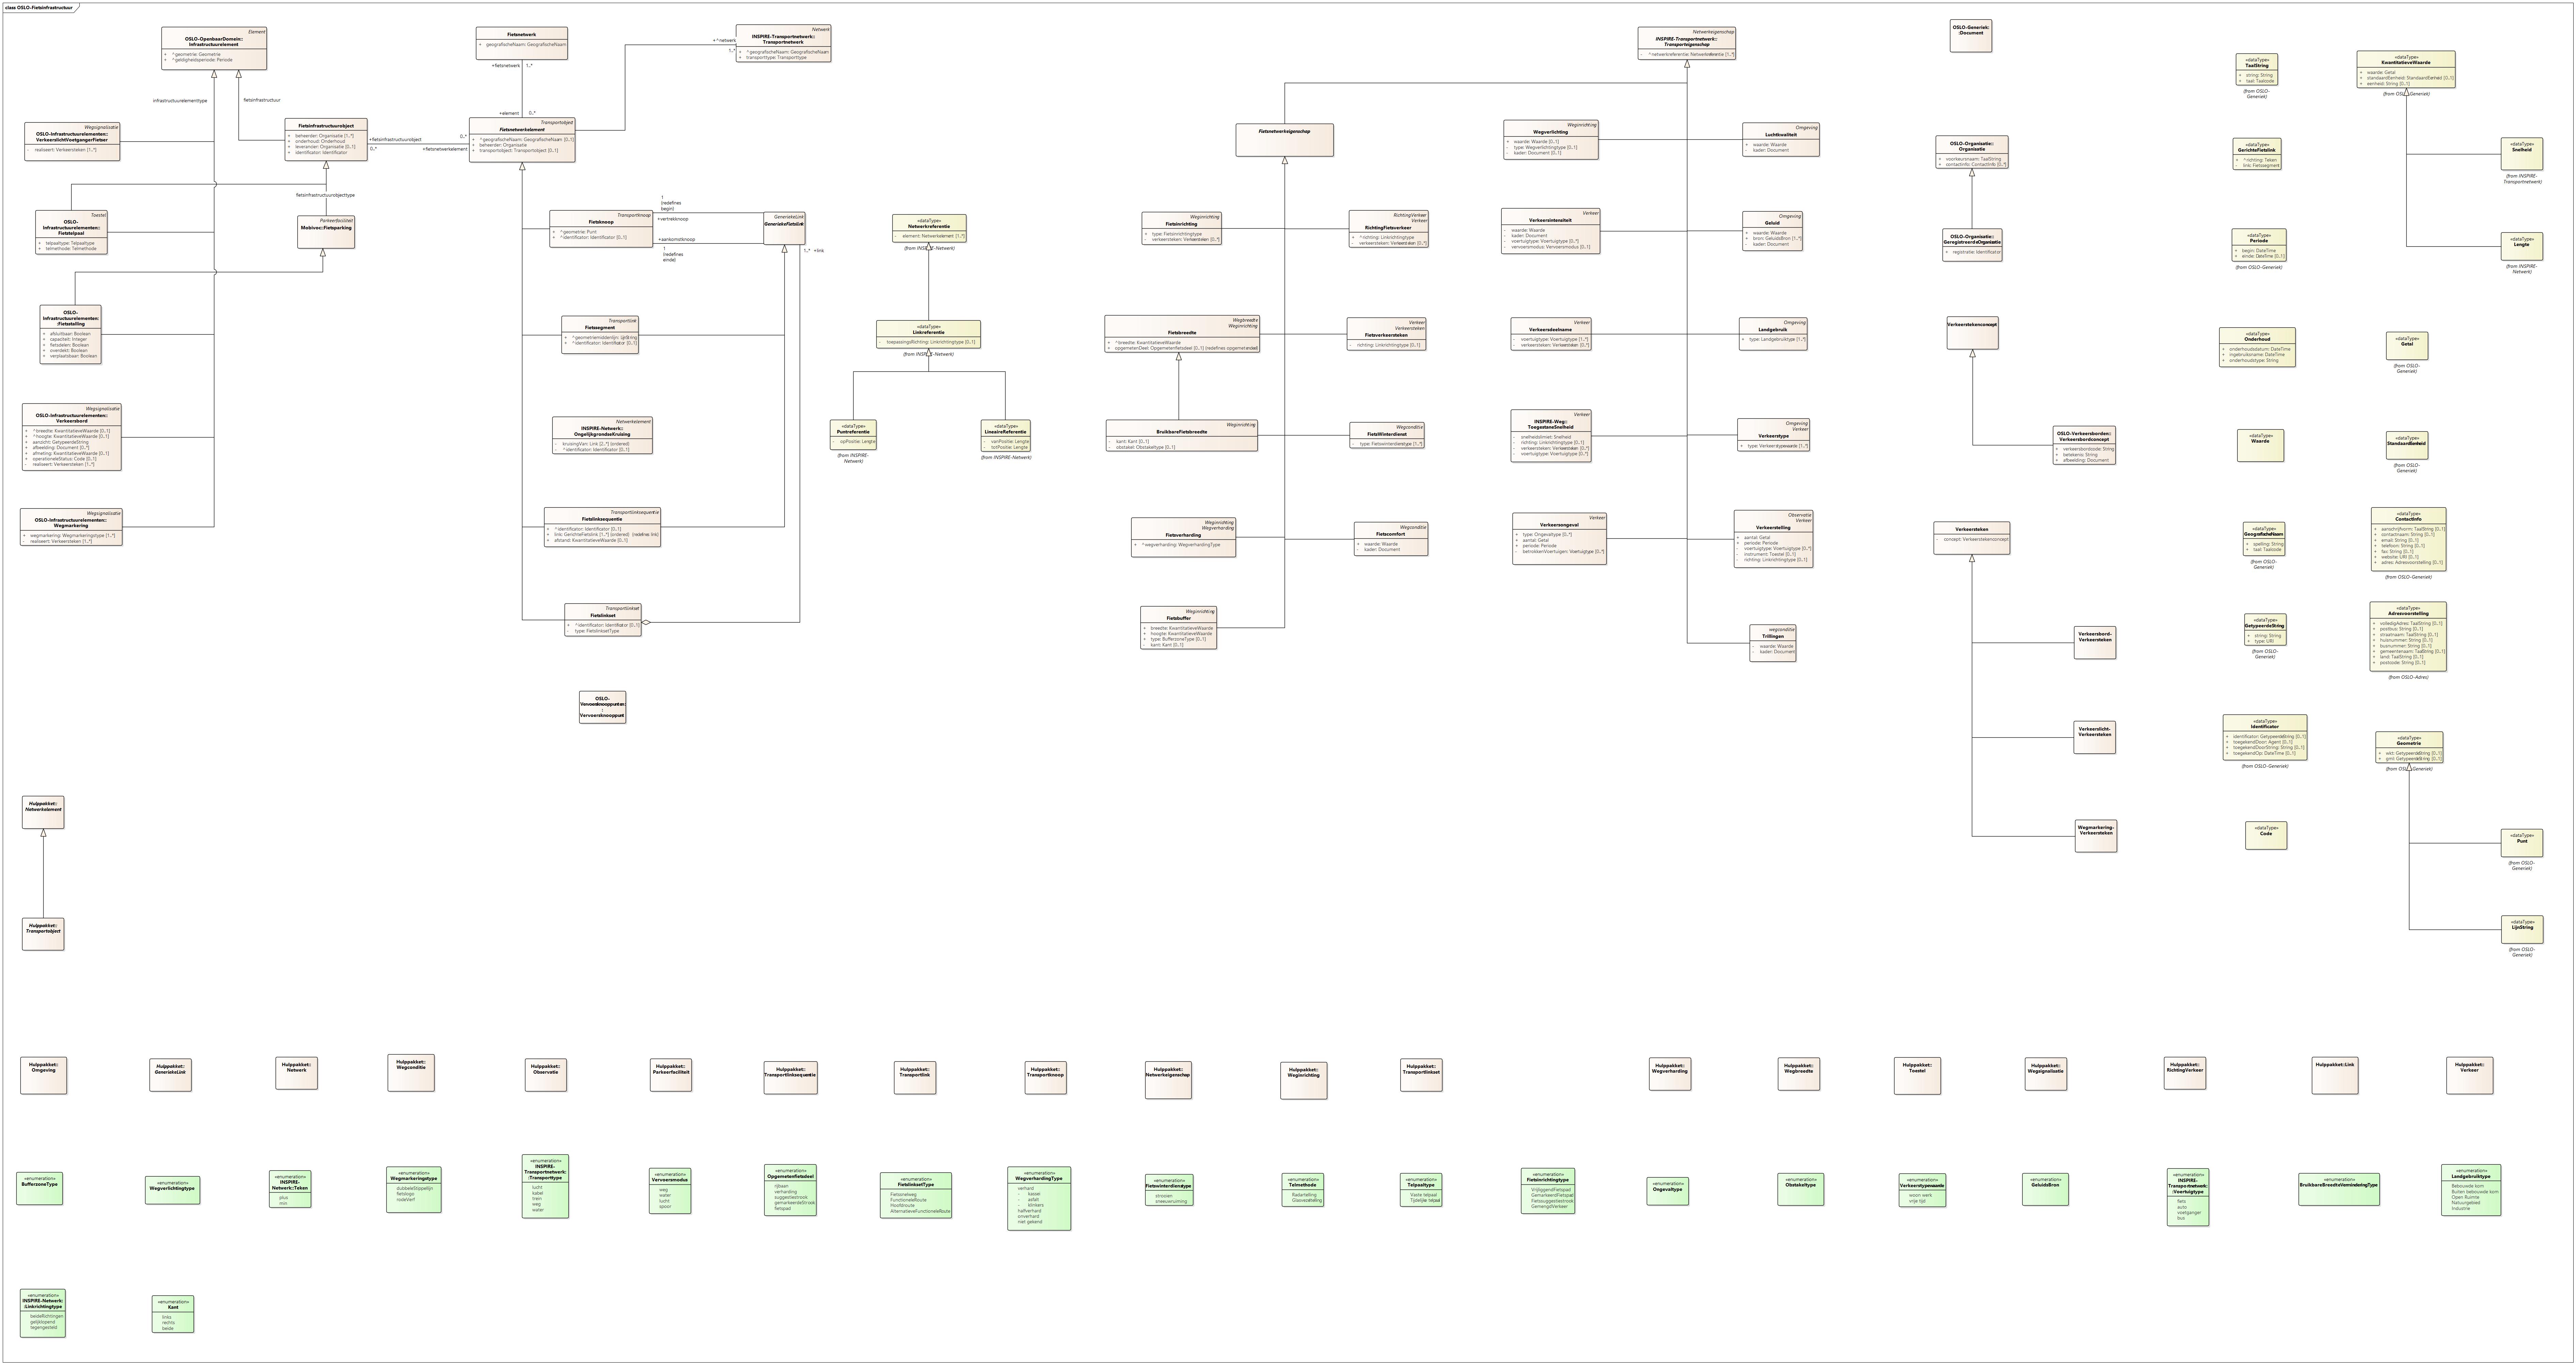 class OSLO-Fietsinfrastructuur
Element
OSLO-OpenbaarDomein::
Infrastructuurelement
+ ^geometrie: Geometrie
+ ^geldigheidsperiode: Periode
infrastructuurelementtype
fietsinfrastructuur
Wegsignalisatie
OSLO-Infrastructuurelementen::
VerkeerslichtVoetgangerFietser
- realiseert: Verkeersteken [1..*]
Fietsinfrastructuurobject
+ beheerder: Organisatie [1..*]
+ onderhoud: Onderhoud
+ leverancier: Organisatie [0..1]
+ identificator: Identificator
+fietsinfrastructuurobject
0..*
0..*
+fietsnetwerkelement
fietsinfrastructuurobjecttype
Toestel
OSLO-
Infrastructuurelementen::
Fietstelpaal
+ telpaaltype: Telpaaltype
+ telmethode: Telmethode
Parkeerfaciliteit
Mobivoc::Fietsparking
OSLO-
Infrastructuurelementen:
:Fietsstalling
+ afsluitbaar: Boolean
+ capaciteit: Integer
+ fietsdelen: Boolean
+ overdekt: Boolean
+ verplaatsbaar: Boolean
Wegsignalisatie
OSLO-Infrastructuurelementen::
Verkeersbord
+ ^breedte: KwantitatieveWaarde [0..1]
+ ^hoogte: KwantitatieveWaarde [0..1]
+ aanzicht: GetypeerdeString
+ afbeelding: Document [0..*]
+ afmeting: KwantitatieveWaarde [0..1]
+ operationeleStatus: Code [0..1]
- realiseert: Verkeersteken [1..*]
Wegsignalisatie
OSLO-Infrastructuurelementen::
Wegmarkering
+ wegmarkering: Wegmarkeringstype [1..*]
- realiseert: Verkeersteken [1..*]
Fietsnetwerk
+ geografischeNaam: GeografischeNaam
+fietsnetwerk 1..*
+element 0..*
Netwerk
INSPIRE-Transportnetwerk::
Transportnetwerk
+ ^geografischeNaam: GeografischeNaam
+ transporttype: Transporttype
+^netwerk
1..*
Transportobject
Fietsnetwerkelement
+ ^geografischeNaam: GeografischeNaam [0..1]
+ beheerder: Organisatie
+ transportobject: Transportobject [0..1]
Transportknoop
Fietsknoop
+ ^geometrie: Punt
+ ^identificator: Identificator [0..1]
1
(redefines
begin)
+vertrekknoop
+aankomstknoop
1
(redefines
einde)
GeneriekeLink
GeneriekeFietsLink
1..* +link
Transportlink
Fietssegment
+ ^geometriemiddenlijn: LijnString
+ ^identificator: Identificator [0..1]
Netwerkelement
INSPIRE-Netwerk::
OngelijkgrondseKruising
- kruisingVan: Link [2..*] {ordered}
- ^identificator: Identificator [0..1]
Transportlinksequentie
Fietslinksequentie
+ ^identificator: Identificator [0..1]
+ link: GerichteFietslink [1..*] {ordered} {redefines link}
+ afstand: KwantitatieveWaarde [0..1]
Transportlinkset
Fietslinkset
+ ^identificator: Identificator [0..1]
- type: FietslinksetType
OSLO-
Vervoersknooppunten:
:
Vervoersknooppunt
«dataType»
Netwerkreferentie
- element: Netwerkelement [1..*]
(from INSPIRE-Netwerk)
«dataType»
Linkreferentie
- toepassingsRichting: Linkrichtingtype [0..1]
(from INSPIRE-Netwerk)
«dataType»
Puntreferentie
- opPositie: Lengte
(from INSPIRE-
Netwerk)
«dataType»
LineaireReferentie
- vanPositie: Lengte
- totPositie: Lengte
(from INSPIRE-Netwerk)
Netwerkeigenschap
INSPIRE-Transportnetwerk::
Transporteigenschap
- ^netwerkreferentie: Netwerkreferentie [1..*]
Fietsnetwerkeigenschap
Weginrichting
Fietsinrichting
+ type: Fietsinrichtingtype
- verkeersteken: Verkeersteken [0..*]
RichtingVerkeer
Verkeer
RichtingFietsverkeer
+ ^richting: Linkrichtingtype
- verkeersteken: Verkeersteken [0..*]
Wegbreedte
Weginrichting
Fietsbreedte
+ ^breedte: KwantitatieveWaarde
+ opgemetenDeel: Opgemetenfietsdeel [0..1] {redefines opgemetendeel}
Verkeer
Verkeersteken
Fietsverkeersteken
- richting: Linkrichtingtype [0..1]
Weginrichting
BruikbareFietsbreedte
- kant: Kant [0..1]
- obstakel: Obstakeltype [0..1]
Wegconditie
FietsWinterdienst
- type: Fietswinterdienstype [1..*]
Weginrichting
Wegverharding
Fietsverharding
+ ^wegverharding: WegverhardingType
Wegconditie
Fietscomfort
+ waarde: Waarde
- kader: Document
Weginrichting
Fietsbuffer
+ breedte: KwantitatieveWaarde
+ hoogte: KwantitatieveWaarde
+ type: BufferzoneType [0..1]
- kant: Kant [0..1]
Weginrichting
Wegverlichting
+ waarde: Waarde [0..1]
- type: Wegverlichtingtype [0..1]
- kader: Document [0..1]
Omgeving
Luchtkwaliteit
+ waarde: Waarde
- kader: Document
Verkeer
Verkeersintensiteit
- waarde: Waarde
- kader: Document
- voertuigtype: Voertuigtype [0..*]
- vervoersmodus: Vervoersmodus [0..1]
Omgeving
Geluid
+ waarde: Waarde
+ bron: GeluidsBron [1..*]
- kader: Document
Verkeer
Verkeersdeelname
- voertuigtype: Voertuigtype [1..*]
- verkeersteken: Verkeersteken [0..*]
Omgeving
Landgebruik
+ type: Landgebruiktype [1..*]
Verkeer
INSPIRE-Weg::
ToegestaneSnelheid
- snelheidslimiet: Snelheid
- richting: Linkrichtingtype [0..1]
- verkeersteken: Verkeersteken [0..*]
- voertuigtype: Voertuigtype [0..*]
Omgeving
Verkeer
Verkeerstype
+ type: Verkeerstypewaarde [1..*]
Verkeer
Verkeersongeval
+ type: Ongevaltype [0..*]
+ aantal: Getal
+ periode: Periode
- betrokkenVoertuigen: Voertuigtype [0..*]
Observatie
Verkeer
Verkeerstelling
+ aantal: Getal
+ periode: Periode
- voertuigtype: Voertuigtype [0..*]
- instrument: Toestel [0..1]
- richting: Linkrichtingtype [0..1]
wegconditie
Trillingen
- waarde: Waarde
- kader: Document
OSLO-Generiek:
:Document
OSLO-Organisatie::
Organisatie
+ voorkeursnaam: TaalString
+ contactinfo: ContactInfo [0..*]
OSLO-Organisatie::
GeregistreerdeOrganisatie
+ registratie: Identificator
Verkeerstekenconcept
OSLO-Verkeersborden::
Verkeersbordconcept
+ verkeersbordcode: String
+ betekenis: String
+ afbeelding: Document
Verkeersteken
- concept: Verkeerstekenconcept
Verkeersbord-
Verkeersteken
Verkeerslicht-
Verkeersteken
Wegmarkering-
Verkeersteken
«dataType»
TaalString
+ string: String
+ taal: Taalcode
(from OSLO-
Generiek)
«dataType»
KwantitatieveWaarde
+ waarde: Getal
+ standaardEenheid: StandaardEenheid [0..1]
+ eenheid: String [0..1]
(from OSLO-Generiek)
«dataType»
GerichteFietslink
+ ^richting: Teken
- link: Fietssegment
«dataType»
Snelheid
(from INSPIRE-
Transportnetwerk)
«dataType»
Periode
+ begin: DateTime
+ einde: DateTime [0..1]
(from OSLO-Generiek)
«dataType»
Lengte
(from INSPIRE-
Netwerk)
«dataType»
Onderhoud
+ onderhoudsdatum: DateTime
+ ingebruikname: DateTime
+ onderhoudstype: String
«dataType»
Getal
(from OSLO-
Generiek)
«dataType»
Waarde
«dataType»
StandaardEenheid
(from OSLO-
Generiek)
«dataType»
GeografischeNaam
+ spelling: String
+ taal: Taalcode
(from OSLO-
Generiek)
«dataType»
ContactInfo
+ aanschrijfvorm: TaalString [0..1]
+ contactnaam: String [0..1]
+ email: String [0..1]
+ telefoon: String [0..1]
+ fax: String [0..1]
+ website: URI [0..1]
+ adres: Adresvoorstelling [0..1]
(from OSLO-Generiek)
«dataType»
GetypeerdeString
+ string: String
+ type: URI
(from OSLO-
Generiek)
«dataType»
Adresvoorstelling
+ volledigAdres: TaalString [0..1]
+ postbus: String [0..1]
+ straatnaam: TaalString [0..1]
+ huisnummer: String [0..1]
+ busnummer: String [0..1]
+ gemeentenaam: TaalString [0..1]
+ land: TaalString [0..1]
+ postcode: String [0..1]
(from OSLO-Adres)
«dataType»
Identificator
+ identificator: GetypeerdeString [0..1]
+ toegekendDoor: Agent [0..1]
+ toegekendDoorString: String [0..1]
+ toegekendOp: DateTime [0..1]
(from OSLO-Generiek)
«dataType»
Geometrie
+ wkt: GetypeerdeString [0..1]
+ gml: GetypeerdeString [0..1]
(from OSLO-Generiek)
«dataType»
Code
«dataType»
Punt
(from OSLO-
Generiek)
«dataType»
LijnString
(from OSLO-
Generiek)
Hulppakket::
Netwerkelement
Hulppakket::
Transportobject
Hulppakket::
Omgeving
Hulppakket::
GeneriekeLink
Hulppakket::
Netwerk
Hulppakket::
Wegconditie
Hulppakket::
Observatie
Hulppakket::
Parkeerfaciliteit
Hulppakket::
Transportlinksequentie
Hulppakket::
Transportlink
Hulppakket::
Transportknoop
Hulppakket::
Netwerkeigenschap
Hulppakket::
Weginrichting
Hulppakket::
Transportlinkset
Hulppakket::
Wegverharding
Hulppakket::
Wegbreedte
Hulppakket::
Toestel
Hulppakket::
Wegsignalisatie
Hulppakket::
RichtingVerkeer
Hulppakket::Link
Hulppakket::
Verkeer
«enumeration»
BufferzoneType
«enumeration»
Wegverlichtingtype
«enumeration»
INSPIRE-
Netwerk::Teken
plus
min
«enumeration»
Wegmarkeringstype
dubbeleStippellijn
fietslogo
rodeVerf
«enumeration»
INSPIRE-
Transportnetwerk:
:Transporttype
lucht
kabel
trein
weg
water
«enumeration»
Vervoersmodus
weg
water
lucht
spoor
«enumeration»
Opgemetenfietsdeel
rijbaan
verharding
suggestiestrook
gemarkeerdeStrook
fietspad
«enumeration»
FietslinksetType
Fietssnelweg
FunctioneleRoute
Hoofdroute
AlternatieveFunctioneleRoute
«enumeration»
WegverhardingType
verhard
- kassei
- asfalt
- klinkers
halfverhard
onverhard
niet gekend
«enumeration»
Fietswinterdienstype
strooien
sneeuwruiming
«enumeration»
Telmethode
Radartelling
Glasvezelteling
«enumeration»
Telpaaltype
Vaste telpaal
Tijdelijke telpaal
«enumeration»
Fietsinrichtingtype
VrijliggendFietspad
GemarkeerdFietspad
Fietssuggestiestrook
GemengdVerkeer
«enumeration»
Ongevaltype
«enumeration»
Obstakeltype
«enumeration»
Verkeerstypewaarde
woon werk
vrije tijd
«enumeration»
GeluidsBron
«enumeration»
INSPIRE-
Transportnetwerk:
:Voertuigtype
fiets
auto
voetganger
bus
«enumeration»
BruikbareBreedteVerminderingType
«enumeration»
Landgebruiktype
Bebouwde kom
Buiten bebouwde kom
Open Ruimte
Natuurgebied
Industrie
«enumeration»
INSPIRE-Netwerk:
:Linkrichtingtype
beideRichtingen
gelijklopend
tegengesteld
«enumeration»
Kant
links
rechts
beide